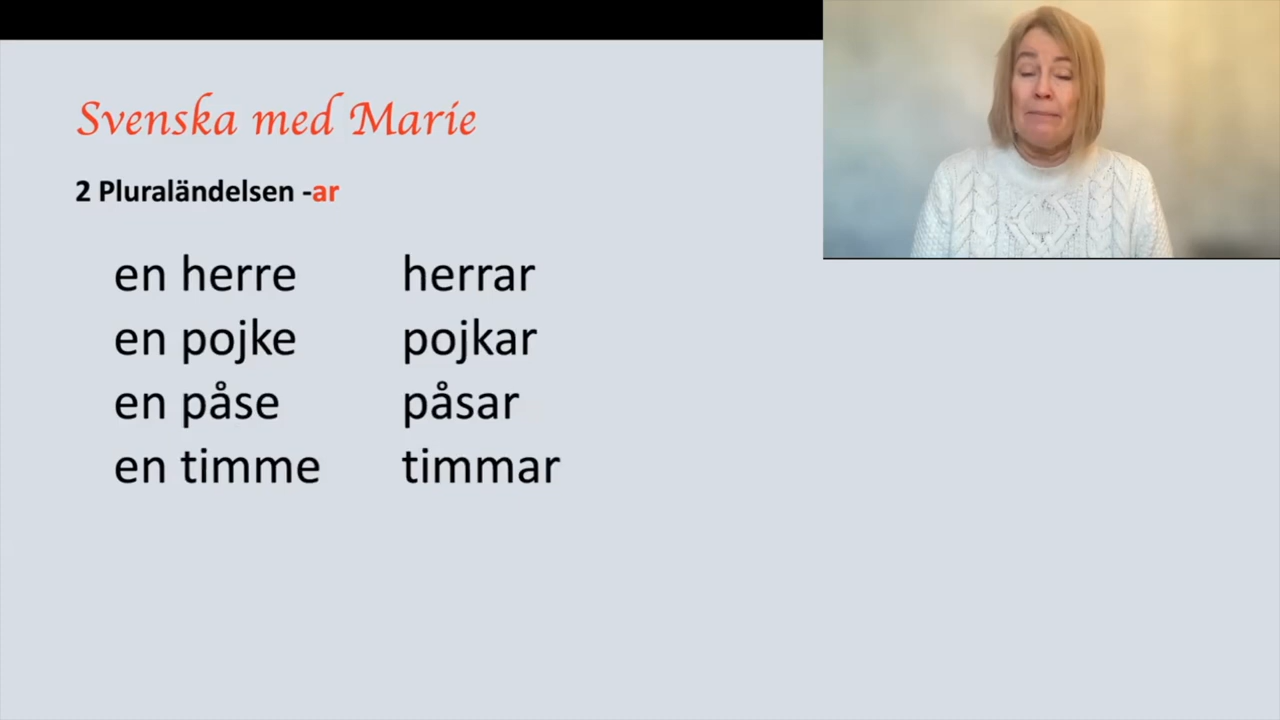 Svenska med Marie
2 Pluraländelsen -ar
en herre herrar
en pojke pojkar
en påse påsar
en timme timmar